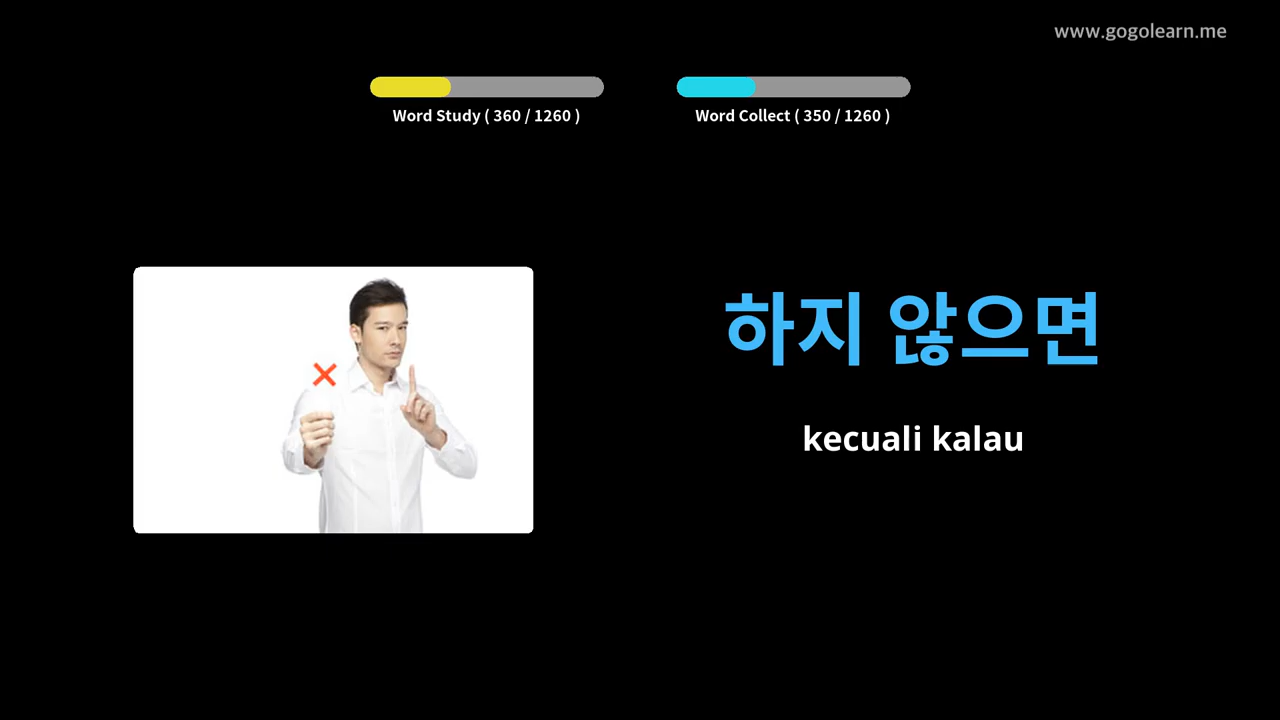 www.gogolearn.me
Word Study ( 360 / 1260 )
Word Collect ( 350 / 1260 )
하지 않으면
kecuali kalau